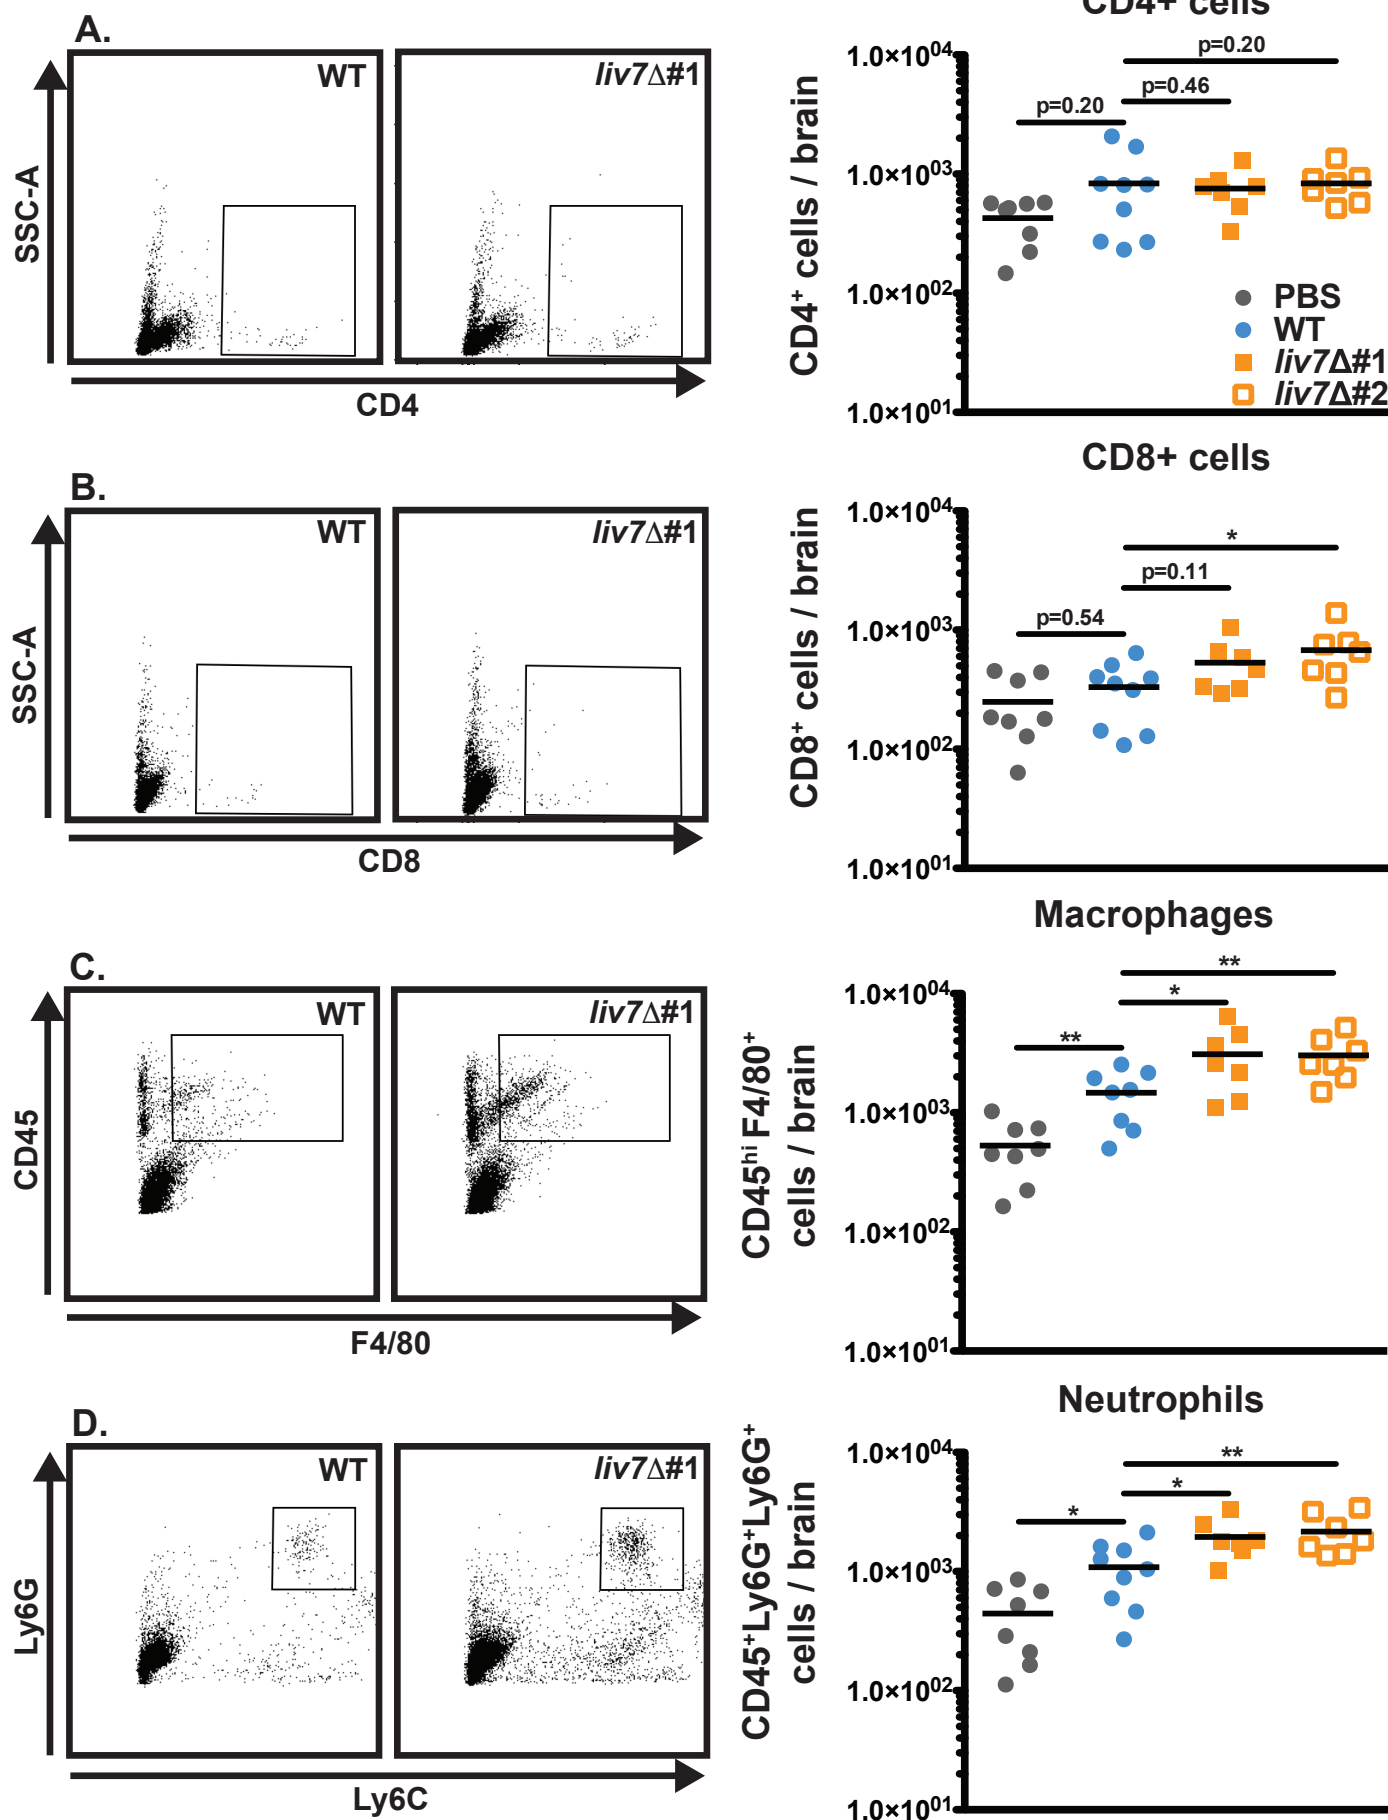 A.
WT
liv7Δ#1
SSC-A
CD4
CD4+ cells
CD4⁺ cells / brain
1.0×10⁰⁴
1.0×10⁰³
1.0×10⁰²
1.0×10⁰¹
p=0.20
p=0.46
p=0.20
PBS
WT
liv7Δ#1
liv7Δ#2
B.
WT
liv7Δ#1
SSC-A
CD8
CD8+ cells
CD8⁺ cells / brain
1.0×10⁰⁴
1.0×10⁰³
1.0×10⁰²
1.0×10⁰¹
*
p=0.11
p=0.54
C.
WT
liv7Δ#1
CD45
F4/80
Macrophages
CD45ʰⁱ F4/80⁺
cells / brain
1.0×10⁰⁴
1.0×10⁰³
1.0×10⁰²
1.0×10⁰¹
**
*
**
D.
WT
liv7Δ#1
Ly6G
Ly6C
Neutrophils
CD45⁺Ly6G⁺Ly6G⁺
cells / brain
1.0×10⁰⁴
1.0×10⁰³
1.0×10⁰²
1.0×10⁰¹
**
*
*